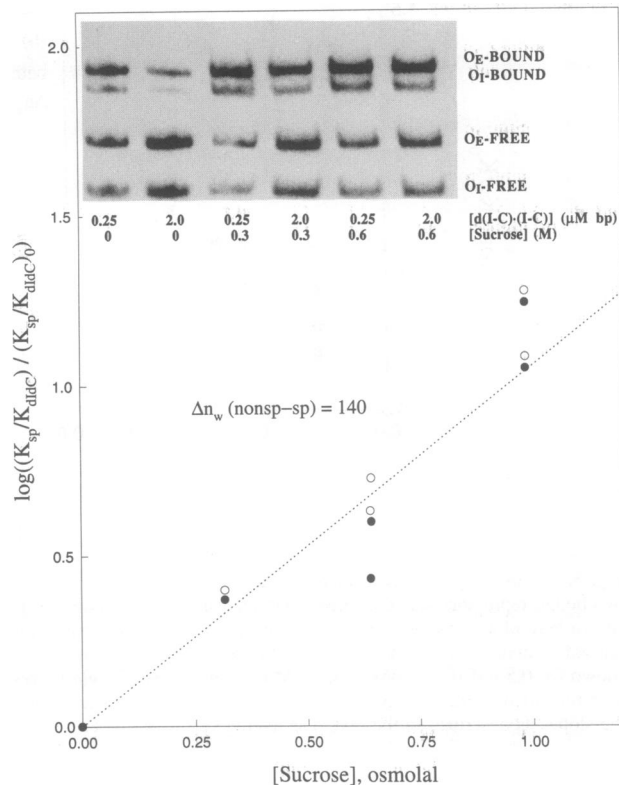 2.0
OE-BOUND
OI-BOUND
OE-FREE
OI-FREE
0.25 2.0 0.25 2.0 0.25 2.0 [d(I-C)·(I-C)] (μM bp)
0 0 0.3 0.3 0.6 0.6 [Sucrose] (M)
1.5
1.0
Δnw (nonsp–sp) = 140
0.5
0.0
log((Ksp/KdIdC) / (Ksp/KdIdC)0)
0.00 0.25 0.50 0.75 1.00
[Sucrose], osmolal